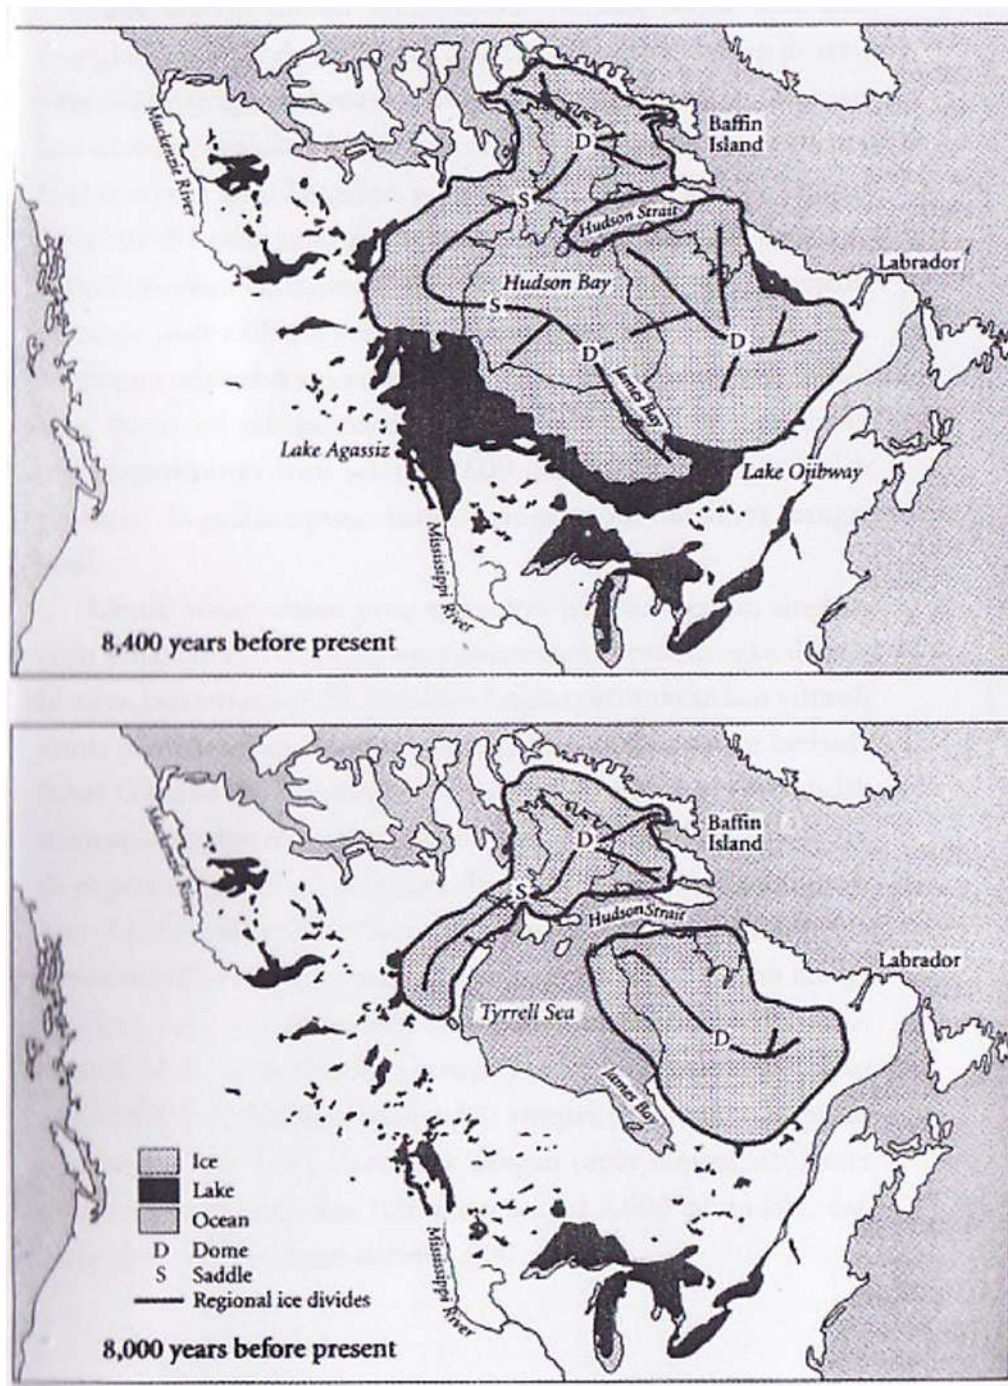 Mackenzie River
Baffin
Island
D
S
Hudson Strait
Hudson Bay
Labrador
S
D
D
James Bay
Lake Agassiz
Lake Ojibway
Mississippi River
8,400 years before present
Mackenzie River
Baffin
Island
D
S
Hudson Strait
Labrador
Tyrrell Sea
D
James Bay
Ice
Lake
Ocean
D Dome
S Saddle
Regional ice divides
Mississippi River
8,000 years before present